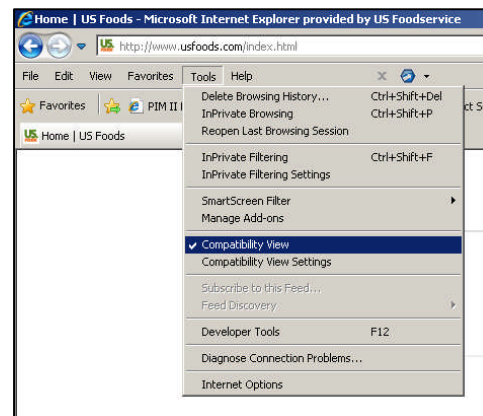 Home | US Foods - Microsoft Internet Explorer provided by US Foodservice
US. http://www.usfoods.com/index.html
File Edit View Favorites Tools Help
Favorites PIM II
US. Home | US Foods
Delete Browsing History... Ctrl+Shift+Del
InPrivate Browsing Ctrl+Shift+P
Reopen Last Browsing Session
InPrivate Filtering Ctrl+Shift+F
InPrivate Filtering Settings
SmartScreen Filter
Manage Add-ons
Compatibility View
Compatibility View Settings
Subscribe to this Feed...
Feed Discovery
Developer Tools F12
Diagnose Connection Problems...
Internet Options